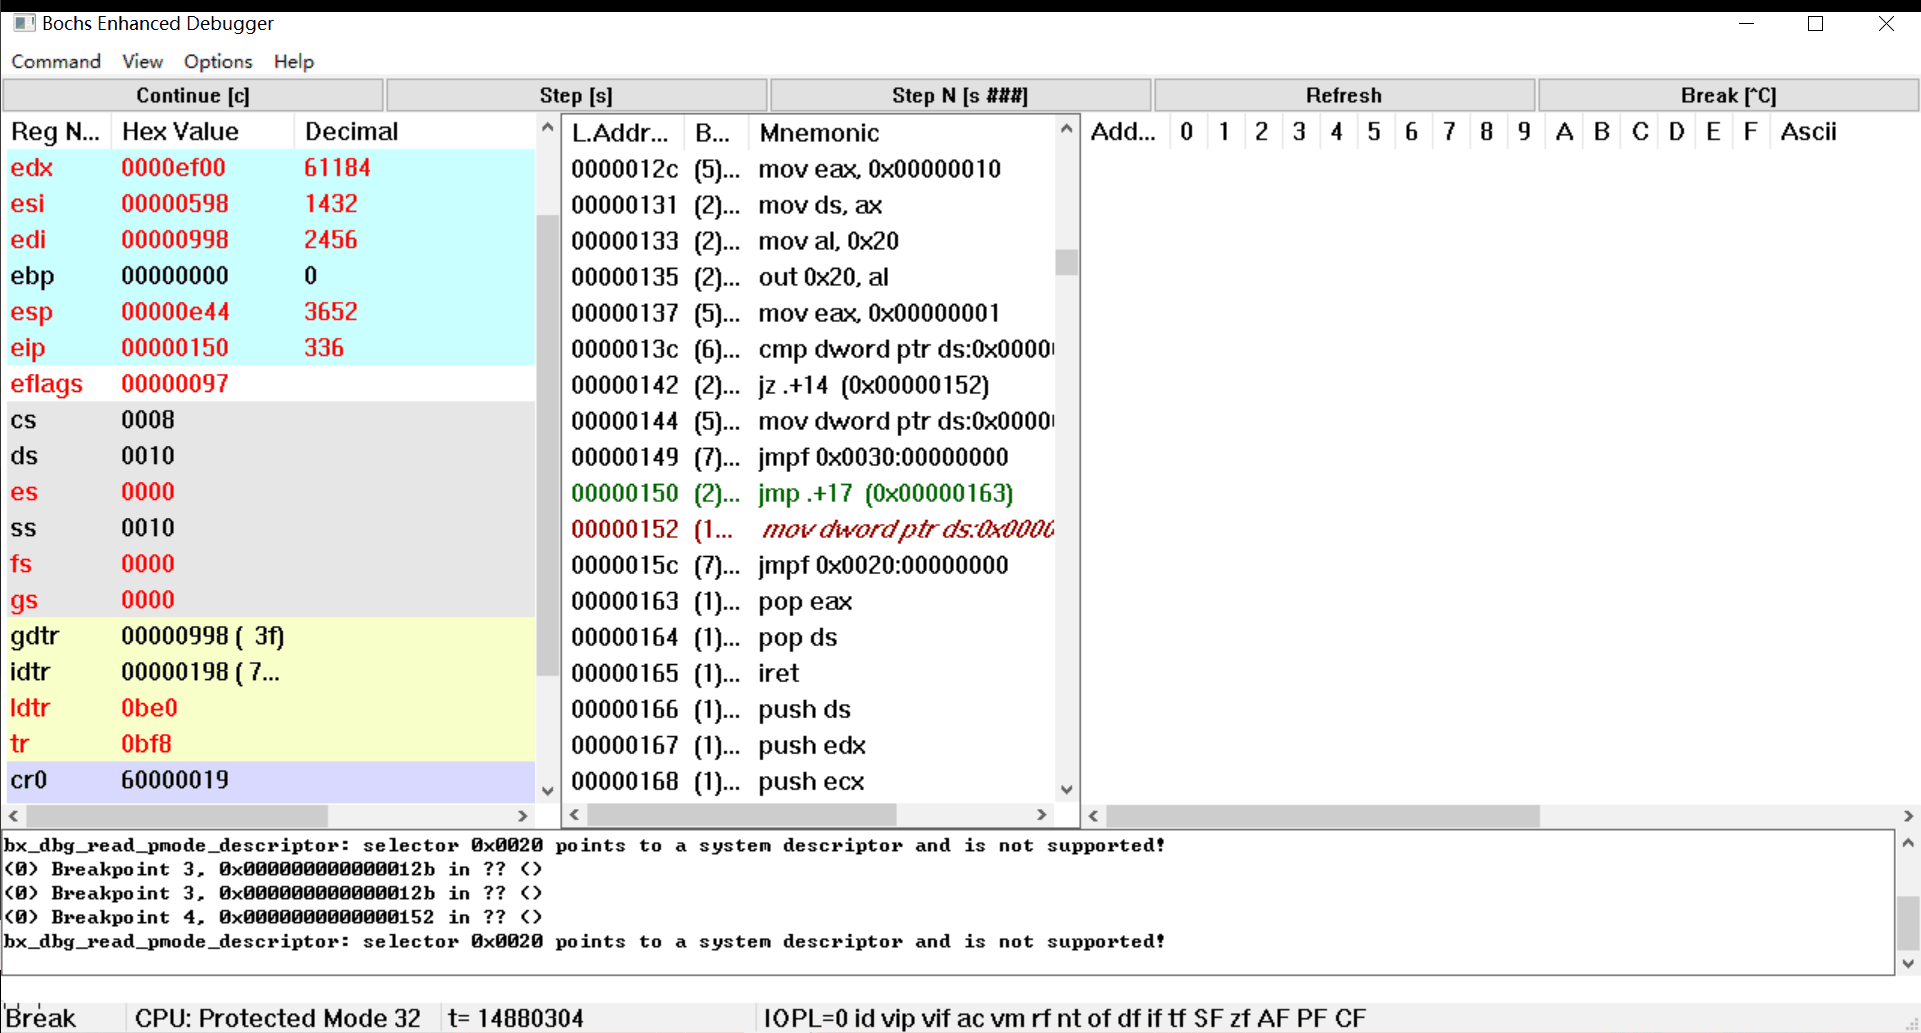 Bochs Enhanced Debugger
Command View Options Help
Continue [c] Step [s] Step N [s ###] Refresh Break [^C]
Reg N... Hex Value Decimal
edx 0000ef00 61184
esi 00000598 1432
edi 00000998 2456
ebp 00000000 0
esp 00000e44 3652
eip 00000150 336
eflags 00000097
cs 0008
ds 0010
es 0000
ss 0010
fs 0000
gs 0000
gdtr 00000998 ( 3f)
idtr 00000198 ( 7...
ldtr 0be0
tr 0bf8
cr0 60000019
L.Addr... B... Mnemonic
0000012c (5)... mov eax, 0x00000010
00000131 (2)... mov ds, ax
00000133 (2)... mov al, 0x20
00000135 (2)... out 0x20, al
00000137 (5)... mov eax, 0x00000001
0000013c (6)... cmp dword ptr ds:0x0000
00000142 (2)... jz .+14 (0x00000152)
00000144 (5)... mov dword ptr ds:0x0000
00000149 (7)... jmpf 0x0030:00000000
00000150 (2)... jmp .+17 (0x00000163)
00000152 (1... mov dword ptr ds:0x0000
0000015c (7)... jmpf 0x0020:00000000
00000163 (1)... pop eax
00000164 (1)... pop ds
00000165 (1)... iret
00000166 (1)... push ds
00000167 (1)... push edx
00000168 (1)... push ecx
Add... 0 1 2 3 4 5 6 7 8 9 A B C D E F Ascii
bx_dbg_read_pmode_descriptor: selector 0x0020 points to a system descriptor and is not supported!
(0) Breakpoint 3, 0x000000000000012b in ?? ()
(0) Breakpoint 3, 0x000000000000012b in ?? ()
(0) Breakpoint 4, 0x0000000000000152 in ?? ()
bx_dbg_read_pmode_descriptor: selector 0x0020 points to a system descriptor and is not supported!
Break CPU: Protected Mode 32 t= 14880304 IOPL=0 id vip vif ac vm rf nt of df if tf SF zf AF PF CF